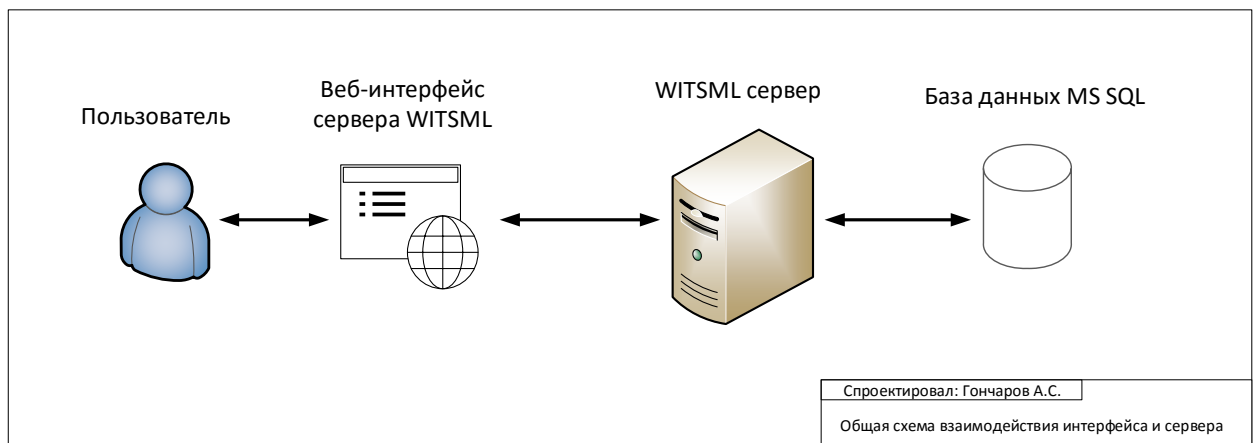 Пользователь
Веб-интерфейс
сервера WITSML
WITSML сервер
База данных MS SQL
Спроектировал: Гончаров А.С.
Общая схема взаимодействия интерфейса и сервера